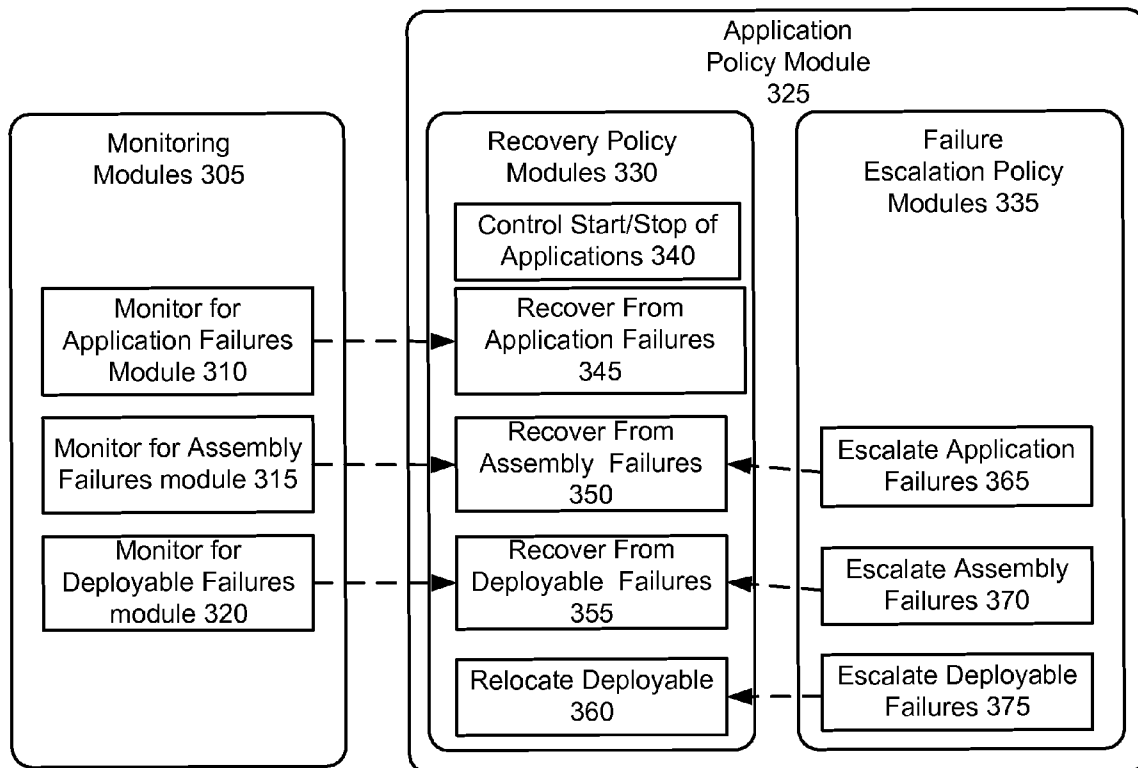 Application
Policy Module
325
Monitoring
Modules 305
Monitor for
Application Failures
Module 310
Monitor for Assembly
Failures module 315
Monitor for
Deployable Failures
module 320
Recovery Policy
Modules 330
Control Start/Stop of
Applications 340
Recover From
Application Failures
345
Recover From
Assembly Failures
350
Recover From
Deployable Failures
355
Relocate Deployable
360
Failure
Escalation Policy
Modules 335
Escalate Application
Failures 365
Escalate Assembly
Failures 370
Escalate Deployable
Failures 375